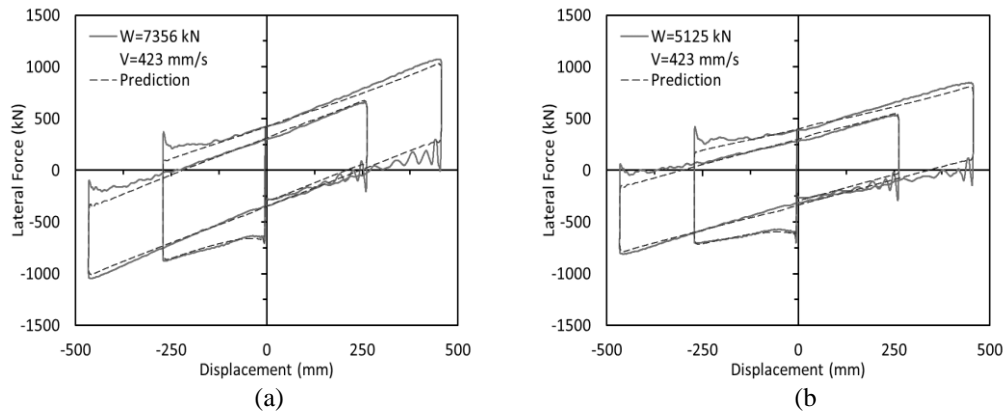 1500
1000
500
0
-500
-1000
-1500
Lateral Force (kN)
W=7356 kN
V=423 mm/s
Prediction
-500 -250 0 250 500
Displacement (mm)
(a)
1500
1000
500
0
-500
-1000
-1500
Lateral Force (kN)
W=5125 kN
V=423 mm/s
Prediction
-500 -250 0 250 500
Displacement (mm)
(b